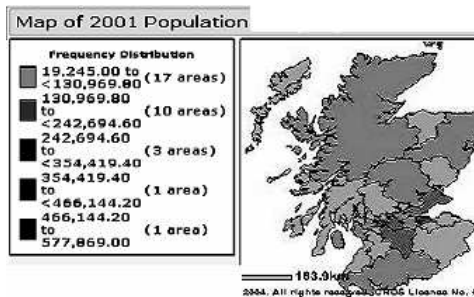 Map of 2001 Population
Frequency Distribution
19,245.00 to
<130,969.80
(17 areas)
130,969.80
to
<242,694.60
(10 areas)
242,694.60
to
<354,419.40
(3 areas)
354,419.40
to
<466,144.20
(1 area)
466,144.20
to
577,869.00
(1 area)
183.9km
2004. All rights reserved. License No.